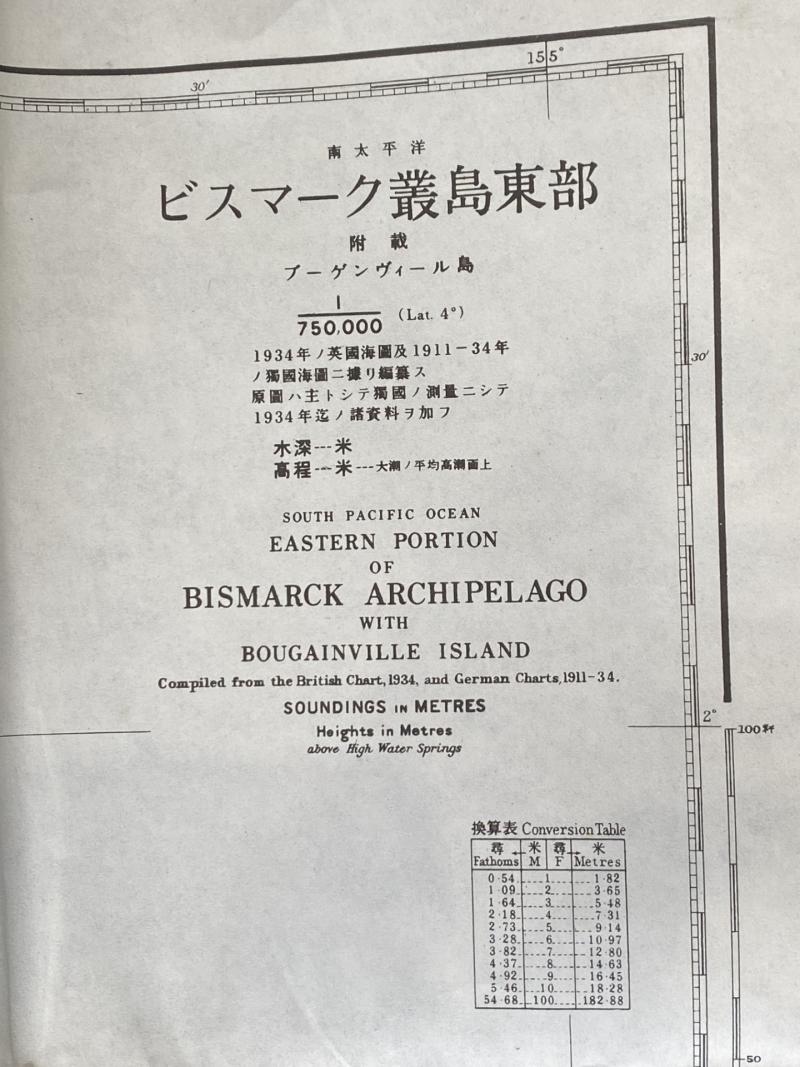 30′ 155°
南太平洋
ビスマーク叢島東部
附載
ブーゲンヴィール島
1
750,000 (Lat. 4°)
1934年ノ英國海圖及1911-34年
ノ獨國海圖ニ據リ編纂ス
原圖ハ主トシテ獨國ノ測量ニシテ
1934年迄ノ諸資料ヲ加フ
30′
水深---米
高程---米---大潮ノ平均高潮面上
SOUTH PACIFIC OCEAN
EASTERN PORTION
OF
BISMARCK ARCHIPELAGO
WITH
BOUGAINVILLE ISLAND
Compiled from the British Chart, 1934, and German Charts, 1911-34.
SOUNDINGS IN METRES
2°
Heights in Metres
100粁
above High Water Springs
換算表 Conversion Table
尋 米 尋 米
Fathoms M F Metres
0·54 1 1·82
1·09 2 3·65
1·64 3 5·48
2·18 4 7·31
2·73 5 9·14
3·28 6 10·97
3·82 7 12·80
4·37 8 14·63
4·92 9 16·45
5·46 10 18·28
54·68 100 182·88
50